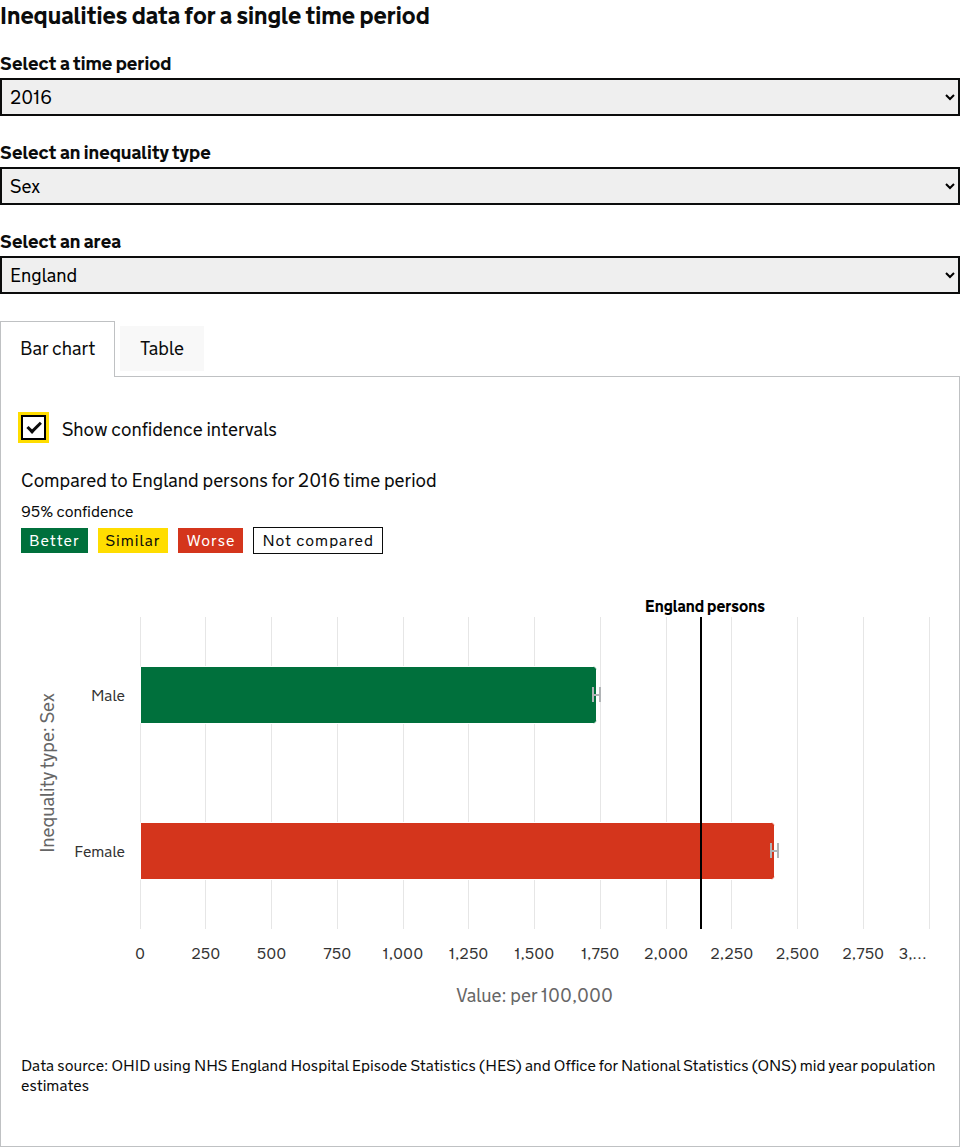 Inequalities data for a single time period
Select a time period
2016
Select an inequality type
Sex
Select an area
England
Bar chart
Table
Show confidence intervals
Compared to England persons for 2016 time period
95% confidence
Better
Similar
Worse
Not compared
England persons
Inequality type: Sex
Male
Female
0 250 500 750 1,000 1,250 1,500 1,750 2,000 2,250 2,500 2,750 3,...
Value: per 100,000
Data source: OHID using NHS England Hospital Episode Statistics (HES) and Office for National Statistics (ONS) mid year population
estimates